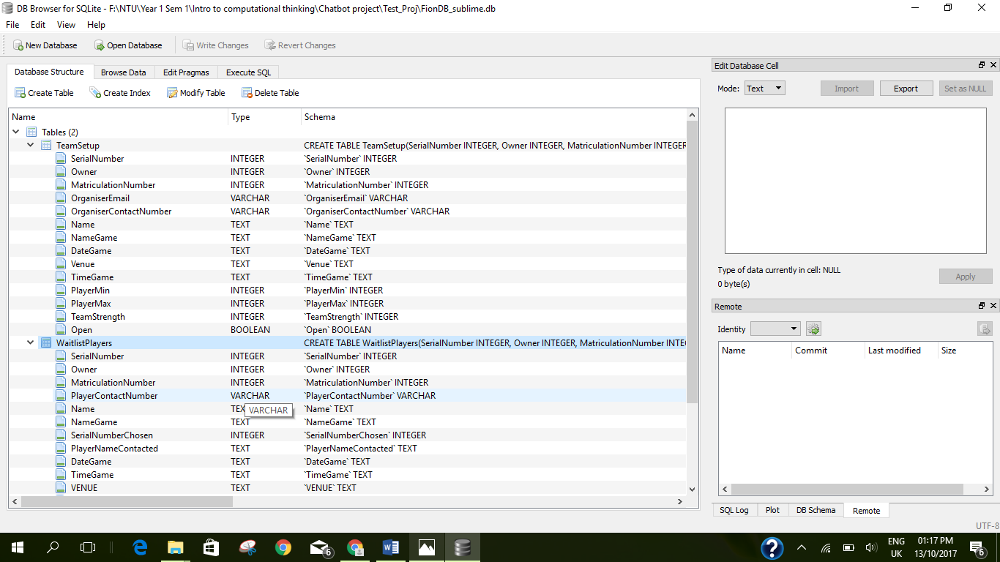 DB Browser for SQLite - F:\NTU\Year 1 Sem 1\Intro to computational thinking\Chatbot project\Test_Proj\FionDB_sublime.db
File Edit View Help
New Database Open Database Write Changes Revert Changes
Database Structure Browse Data Edit Pragmas Execute SQL
Create Table Create Index Modify Table Delete Table
Name Type Schema
Tables (2)
TeamSetup CREATE TABLE TeamSetup(SerialNumber INTEGER, Owner INTEGER, MatriculationNumber INTEGER
SerialNumber INTEGER `SerialNumber` INTEGER
Owner INTEGER `Owner` INTEGER
MatriculationNumber INTEGER `MatriculationNumber` INTEGER
OrganiserEmail VARCHAR `OrganiserEmail` VARCHAR
OrganiserContactNumber VARCHAR `OrganiserContactNumber` VARCHAR
Name TEXT `Name` TEXT
NameGame TEXT `NameGame` TEXT
DateGame TEXT `DateGame` TEXT
Venue TEXT `Venue` TEXT
TimeGame TEXT `TimeGame` TEXT
PlayerMin INTEGER `PlayerMin` INTEGER
PlayerMax INTEGER `PlayerMax` INTEGER
TeamStrength INTEGER `TeamStrength` INTEGER
Open BOOLEAN `Open` BOOLEAN
WaitlistPlayers CREATE TABLE WaitlistPlayers(SerialNumber INTEGER, Owner INTEGER, MatriculationNumber INTE
SerialNumber INTEGER `SerialNumber` INTEGER
Owner INTEGER `Owner` INTEGER
MatriculationNumber INTEGER `MatriculationNumber` INTEGER
PlayerContactNumber VARCHAR `PlayerContactNumber` VARCHAR
Name TEX VARCHAR `Name` TEXT
NameGame TEXT `NameGame` TEXT
SerialNumberChosen INTEGER `SerialNumberChosen` INTEGER
PlayerNameContacted TEXT `PlayerNameContacted` TEXT
DateGame TEXT `DateGame` TEXT
TimeGame TEXT `TimeGame` TEXT
VENUE TEXT `VENUE` TEXT
Edit Database Cell
Mode: Text Import Export Set as NULL
Type of data currently in cell: NULL
0 byte(s)
Apply
Remote
Identity
Name Commit Last modified Size
SQL Log Plot DB Schema Remote
UTF-8
6
ENG
UK
01:17 PM
13/10/2017
6